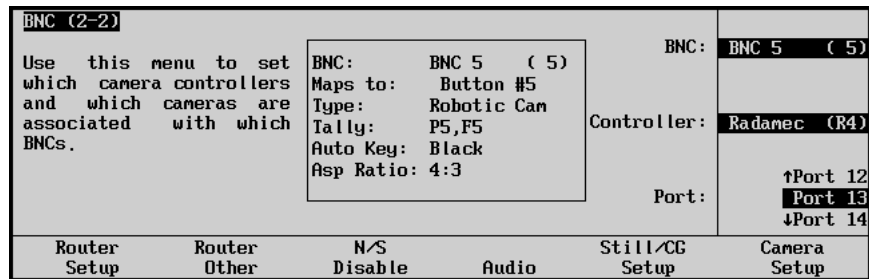 BNC (2-2)
Use this menu to set
which camera controllers
and which cameras are
associated with which
BNCs.
BNC: BNC 5 ( 5)
Maps to: Button #5
Type: Robotic Cam
Tally: P5,F5
Auto Key: Black
Asp Ratio: 4:3
BNC: BNC 5 ( 5)
Controller: Radamec (R4)
↑Port 12
Port: Port 13
↓Port 14
Router Setup
Router Other
N/S Disable
Audio
Still/CG Setup
Camera Setup